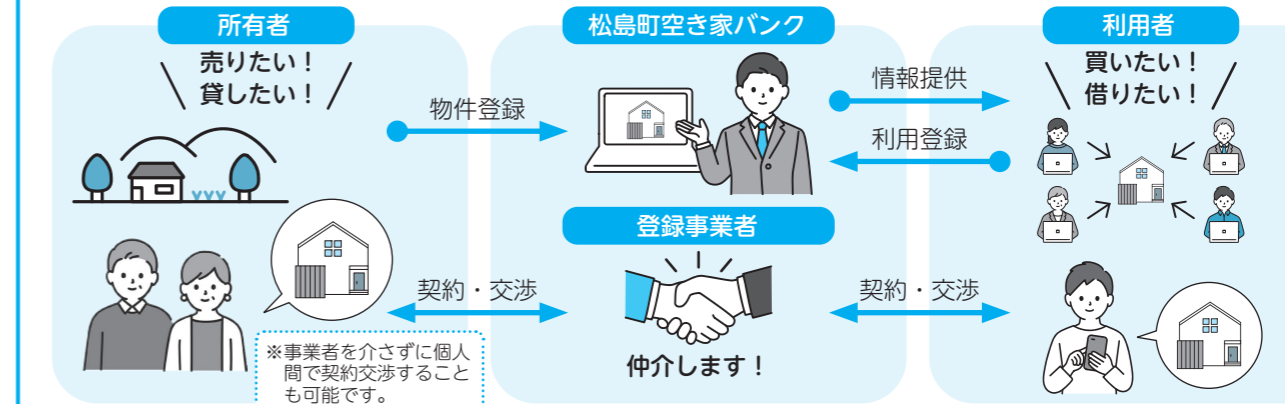 所有者
売りたい！
貸したい！
物件登録
松島町空き家バンク
情報提供
利用登録
利用者
買いたい！
借りたい！
契約・交渉
※事業者を介さずに個人
間で契約交渉すること
も可能です。
登録事業者
仲介します！
契約・交渉